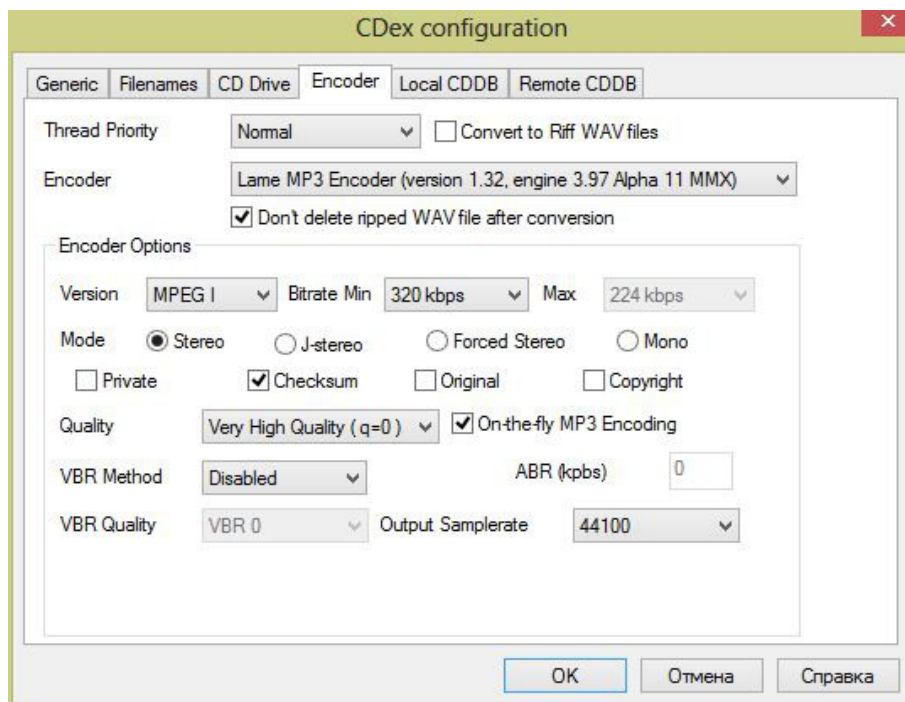 CDex configuration
Generic Filenames CD Drive Encoder Local CDDB Remote CDDB
Thread Priority Normal Convert to Riff WAV files
Encoder Lame MP3 Encoder (version 1.32, engine 3.97 Alpha 11 MMX)
Don't delete ripped WAV file after conversion
Encoder Options
Version MPEG I Bitrate Min 320 kbps Max 224 kbps
Mode Stereo J-stereo Forced Stereo Mono
Private Checksum Original Copyright
Quality Very High Quality ( q=0 ) On-the-fly MP3 Encoding
VBR Method Disabled ABR (kpbs) 0
VBR Quality VBR 0 Output Samplerate 44100
OK Отмена Справка